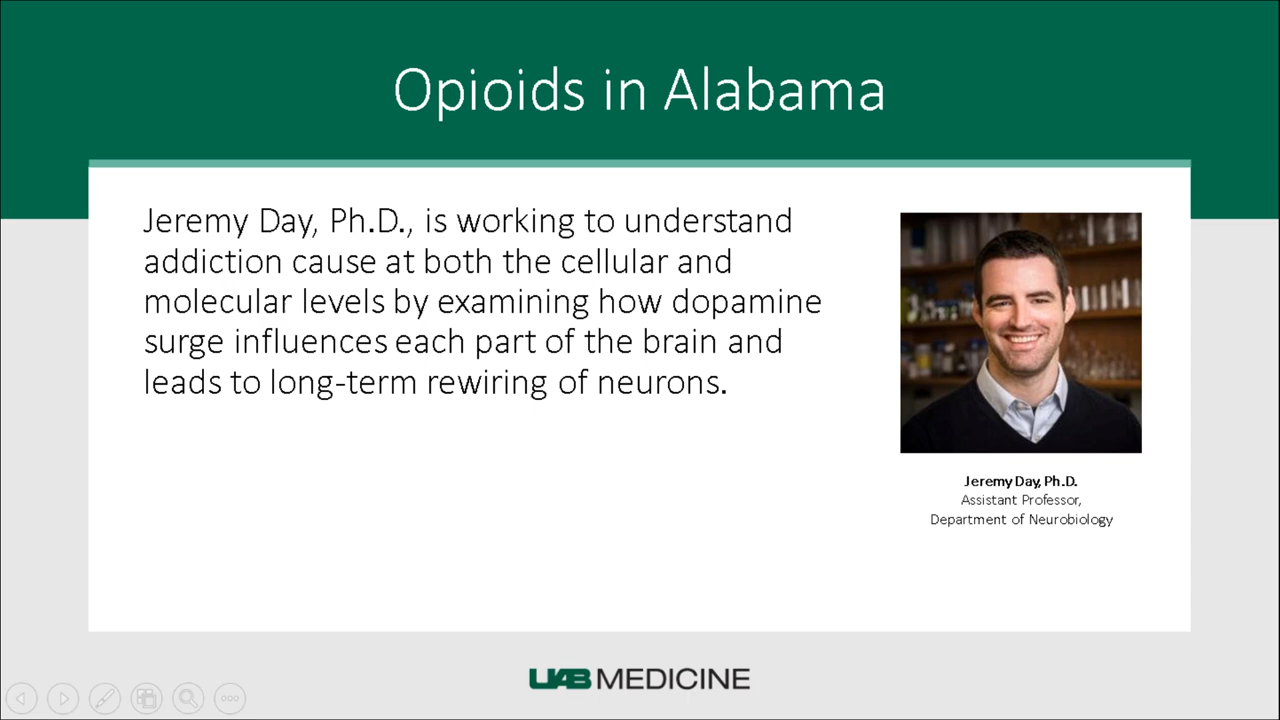 Opioids in Alabama
Jeremy Day, Ph.D., is working to understand
addiction cause at both the cellular and
molecular levels by examining how dopamine
surge influences each part of the brain and
leads to long-term rewiring of neurons.
Jeremy Day, Ph.D.
Assistant Professor,
Department of Neurobiology
UAB MEDICINE